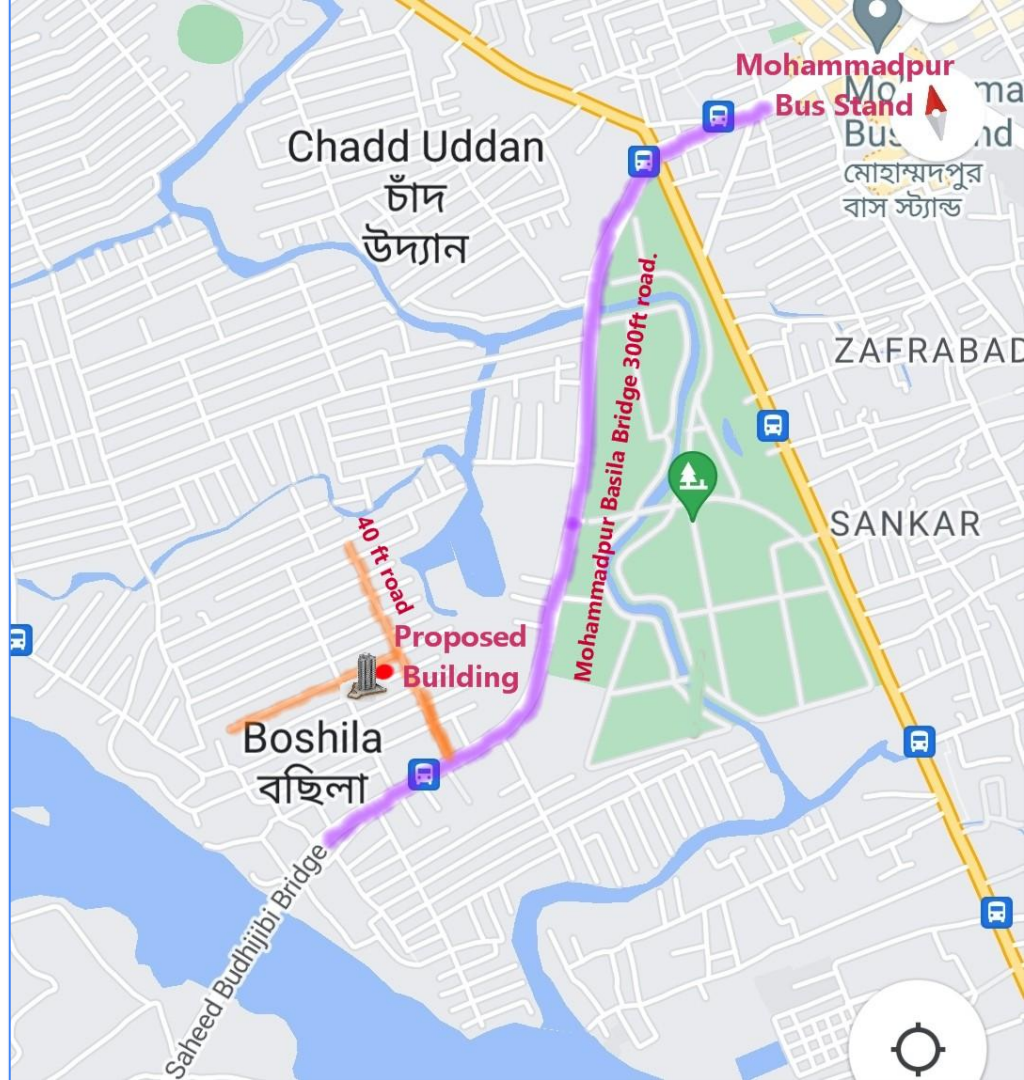 Mohammadpur
Bus Stand
Mo ma
Bus nd
মোহাম্মদপুর
বাস স্ট্যান্ড
Chadd Uddan
চাঁদ
উদ্যান
Mohammadpur Basila Bridge 300ft road.
ZAFRABAD
SANKAR
40 ft road
Proposed
Building
Boshila
বছিলা
Saheed Budhijibi Bridge